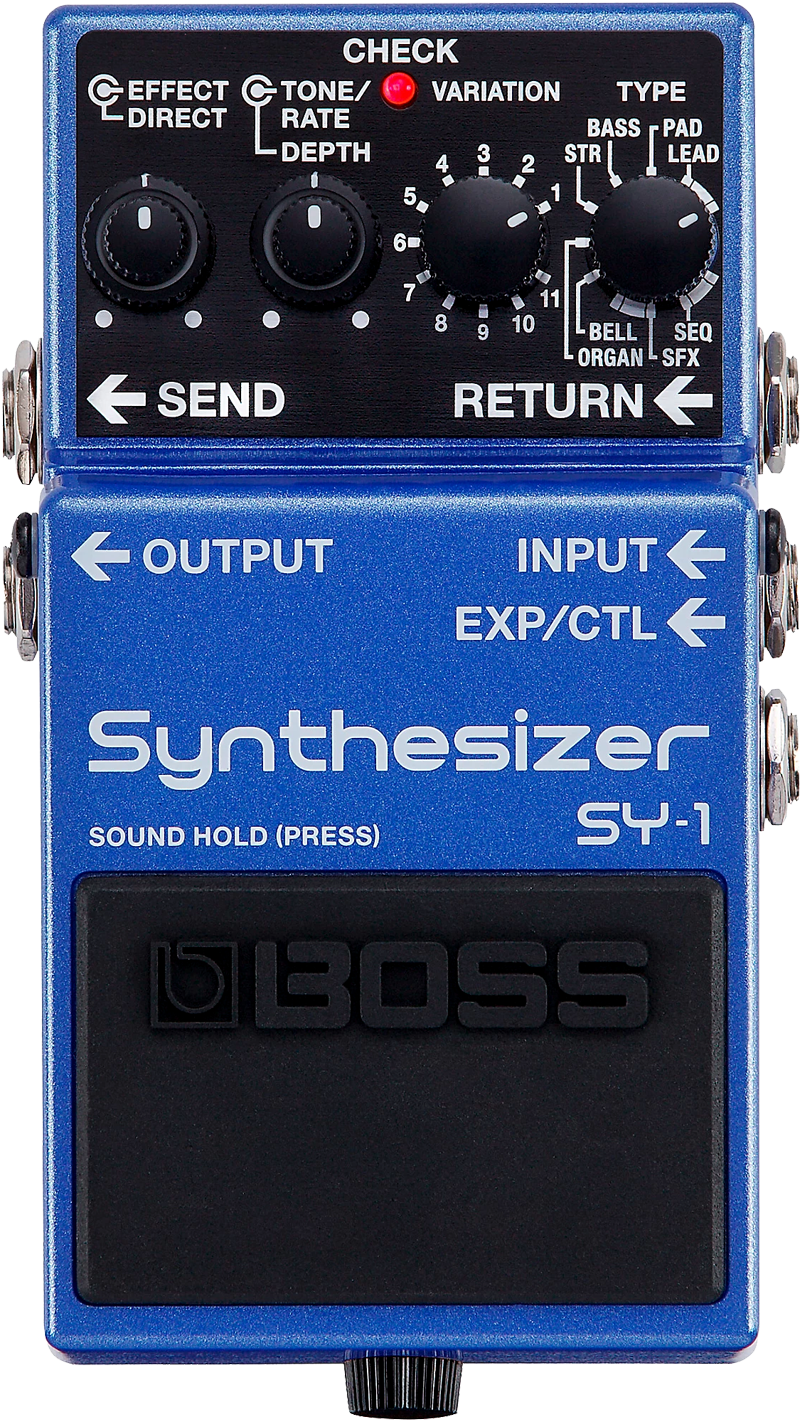 CHECK
EFFECT
DIRECT
TONE/
RATE
DEPTH
VARIATION
1
2
3
4
5
6
7
8
9
10
11
TYPE
BASS
PAD
STR
LEAD
BELL
SEQ
ORGAN
SFX
SEND
RETURN
OUTPUT
INPUT
EXP/CTL
Synthesizer
SY-1
SOUND HOLD (PRESS)
BOSS